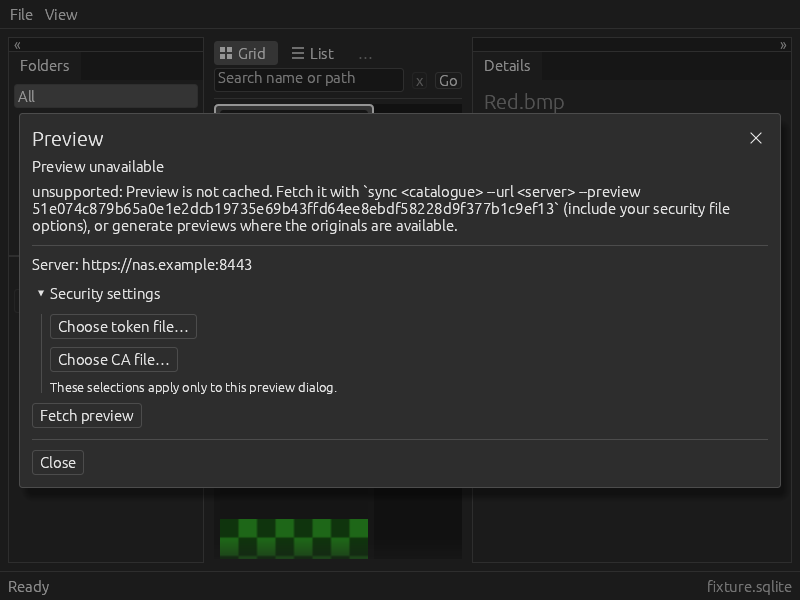 File View
«
Folders
All
Grid List ...
Search name or path x Go
»
Details
Red.bmp
Preview
Preview unavailable
unsupported: Preview is not cached. Fetch it with `sync <catalogue> --url <server> --preview
51e074c879b65a0e1e2dcb19735e69b43ffd64ee8ebdf58228d9f377b1c9ef13` (include your security file
options), or generate previews where the originals are available.
Server: https://nas.example:8443
Security settings
Choose token file...
Choose CA file...
These selections apply only to this preview dialog.
Fetch preview
Close
Ready
fixture.sqlite